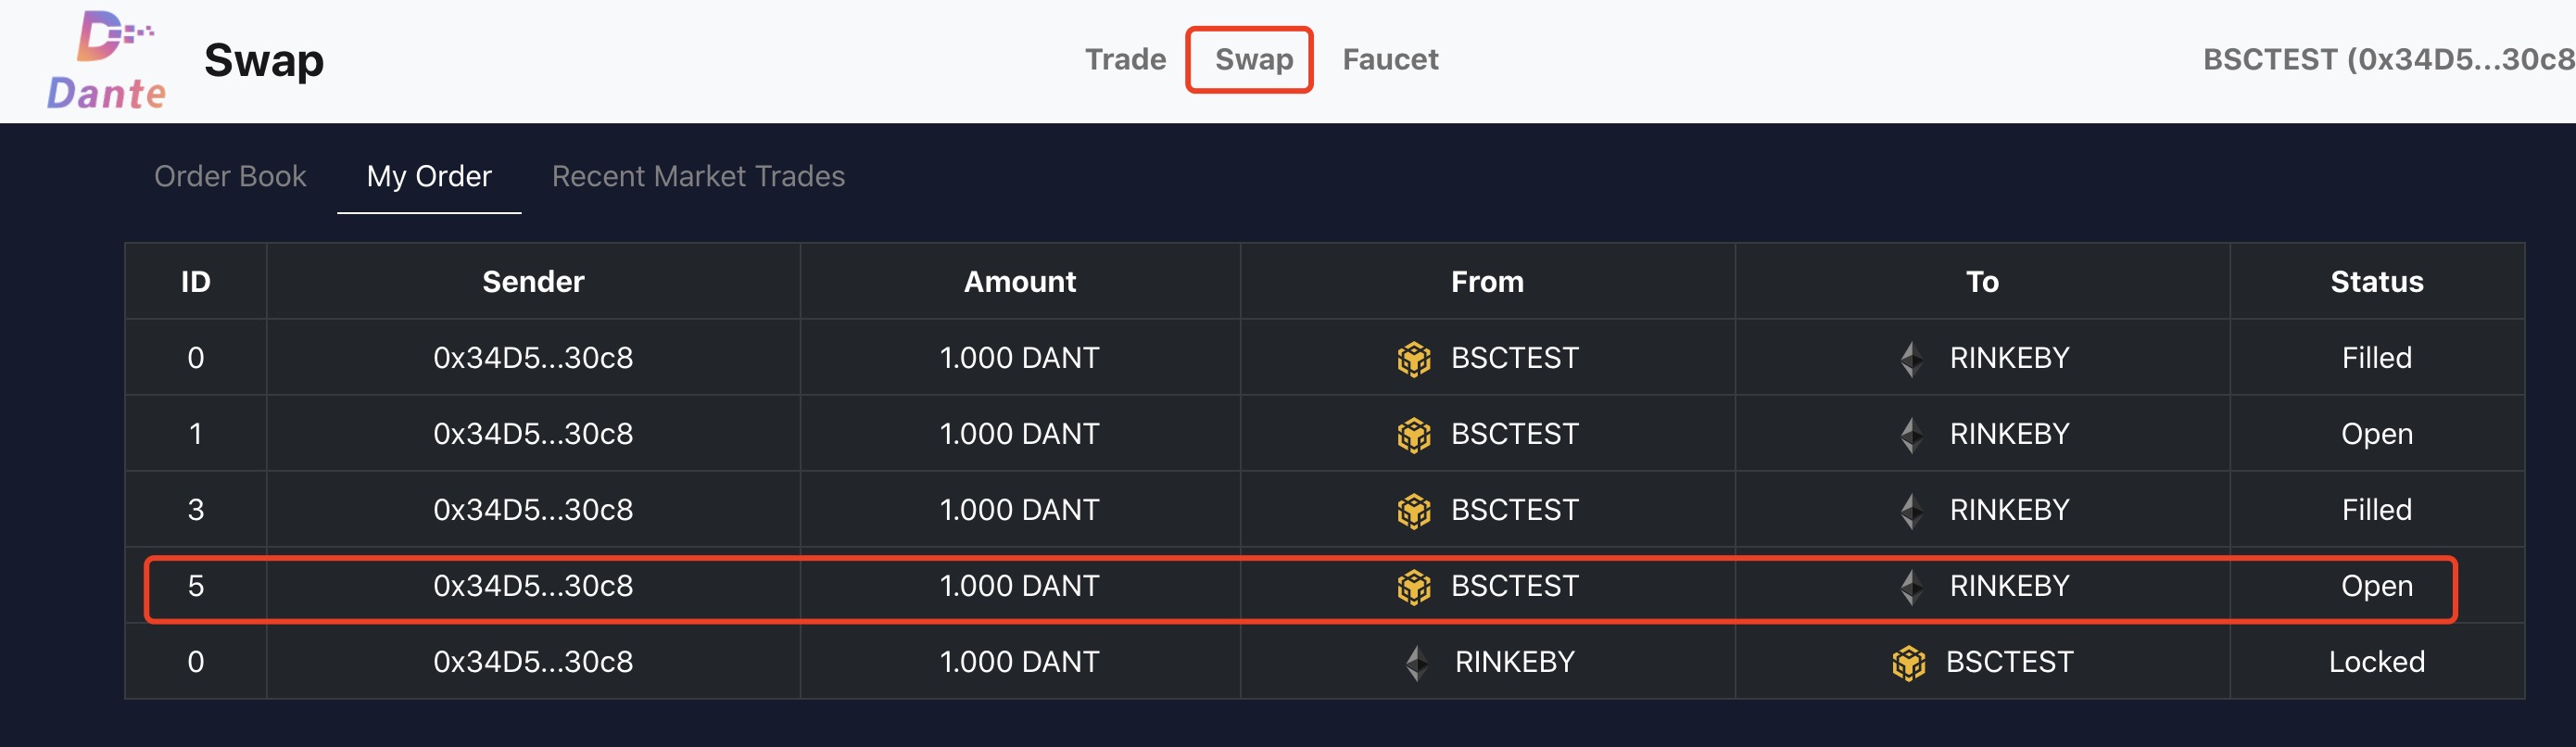 Dante
Swap
Trade Swap Faucet
BSCTEST (0x34D5...30c8
Order Book My Order Recent Market Trades
ID Sender Amount From To Status
0 0x34D5...30c8 1.000 DANT BSCTEST RINKEBY Filled
1 0x34D5...30c8 1.000 DANT BSCTEST RINKEBY Open
3 0x34D5...30c8 1.000 DANT BSCTEST RINKEBY Filled
5 0x34D5...30c8 1.000 DANT BSCTEST RINKEBY Open
0 0x34D5...30c8 1.000 DANT RINKEBY BSCTEST Locked